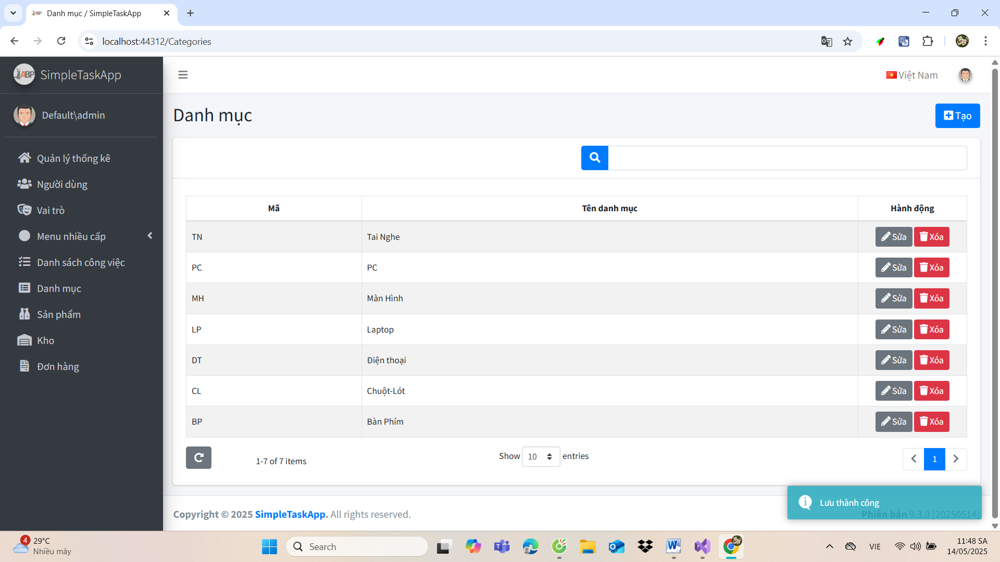 Danh mục / SimpleTaskApp
localhost:44312/Categories
ABP SimpleTaskApp
Việt Nam
Default\admin
Danh mục
Tạo
Quản lý thống kê
Người dùng
Vai trò
Menu nhiều cấp
Danh sách công việc
Danh mục
Sản phẩm
Kho
Đơn hàng
Mã Tên danh mục Hành động
TN Tai Nghe Sửa Xóa
PC PC Sửa Xóa
MH Màn Hình Sửa Xóa
LP Laptop Sửa Xóa
DT Điện thoại Sửa Xóa
CL Chuột-Lót Sửa Xóa
BP Bàn Phím Sửa Xóa
1-7 of 7 items Show 10 entries 1
Lưu thành công
Copyright © 2025 SimpleTaskApp. All rights reserved. Phiên bản 9.3.0 [20250514]
4 29°C
Nhiều mây
Search
VIE
11:48 SA
14/05/2025